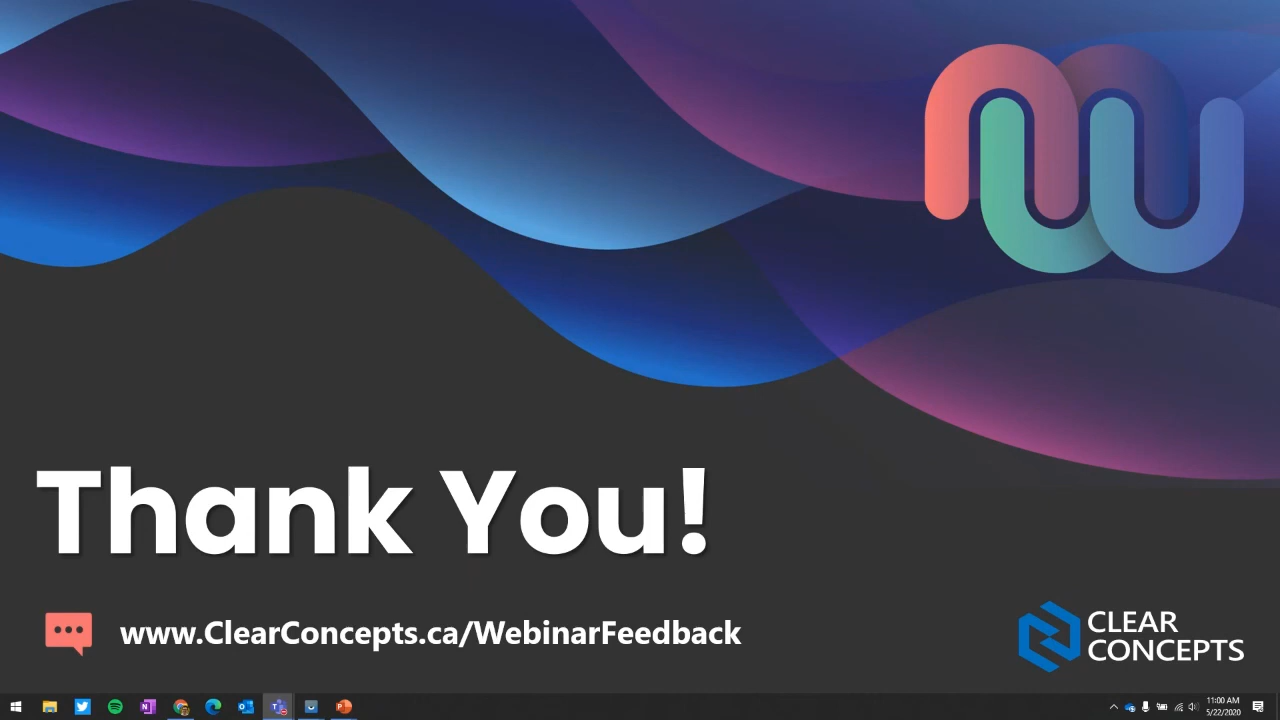 Thank You!
www.ClearConcepts.ca/WebinarFeedback
CLEAR
CONCEPTS
11:00 AM
5/22/2020